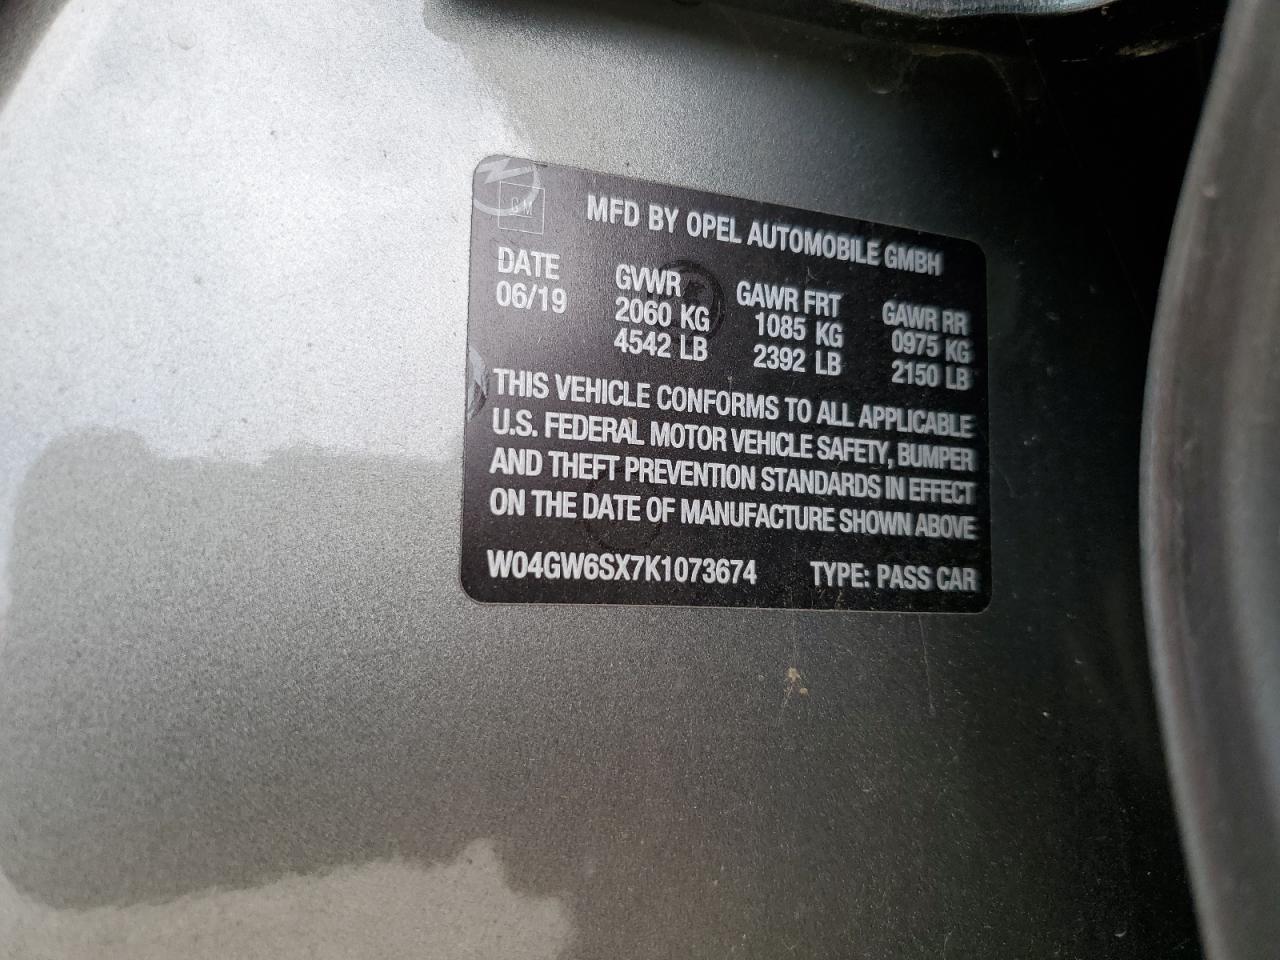 GM
MFD BY OPEL AUTOMOBILE GMBH
DATE GVWR GAWR FRT GAWR RR
06/19 2060 KG 1085 KG 0975 KG
4542 LB 2392 LB 2150 LB
THIS VEHICLE CONFORMS TO ALL APPLICABLE
U.S. FEDERAL MOTOR VEHICLE SAFETY, BUMPER
AND THEFT PREVENTION STANDARDS IN EFFECT
ON THE DATE OF MANUFACTURE SHOWN ABOVE
W04GW6SX7K1073674 TYPE: PASS CAR